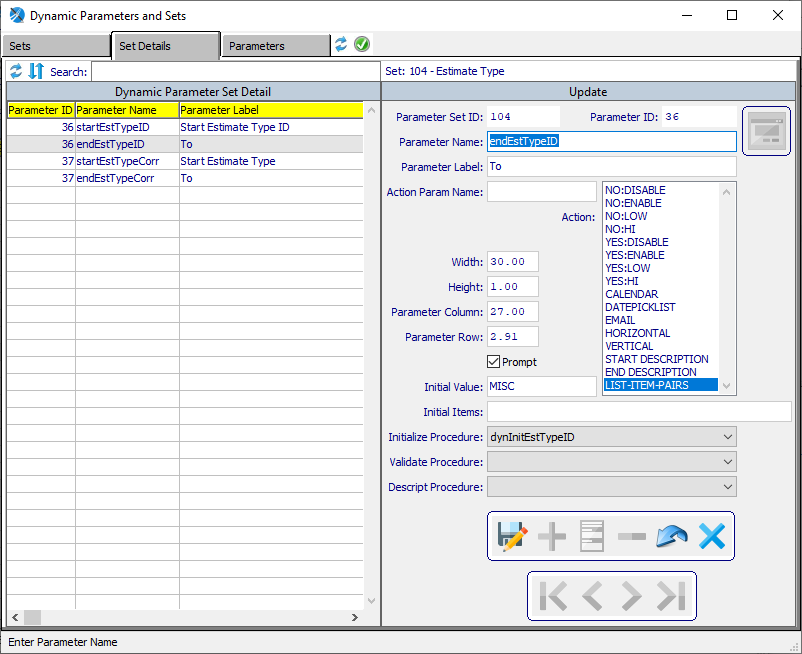 Dynamic Parameters and Sets
Sets Set Details Parameters
Search:
Set: 104 - Estimate Type
Dynamic Parameter Set Detail
Parameter ID Parameter Name Parameter Label
36 startEstTypeID Start Estimate Type ID
36 endEstTypeID To
37 startEstTypeCorr Start Estimate Type
37 endEstTypeCorr To
Update
Parameter Set ID: 104 Parameter ID: 36
Parameter Name: endEstTypeID
Parameter Label: To
Action Param Name:
Action:
NO:DISABLE
NO:ENABLE
NO:LOW
NO:HI
YES:DISABLE
YES:ENABLE
YES:LOW
YES:HI
CALENDAR
DATEPICKLIST
EMAIL
HORIZONTAL
VERTICAL
START DESCRIPTION
END DESCRIPTION
LIST-ITEM-PAIRS
Width: 30.00
Height: 1.00
Parameter Column: 27.00
Parameter Row: 2.91
Prompt
Initial Value: MISC
Initial Items:
Initialize Procedure: dynInitEstTypeID
Validate Procedure:
Descript Procedure:
Enter Parameter Name